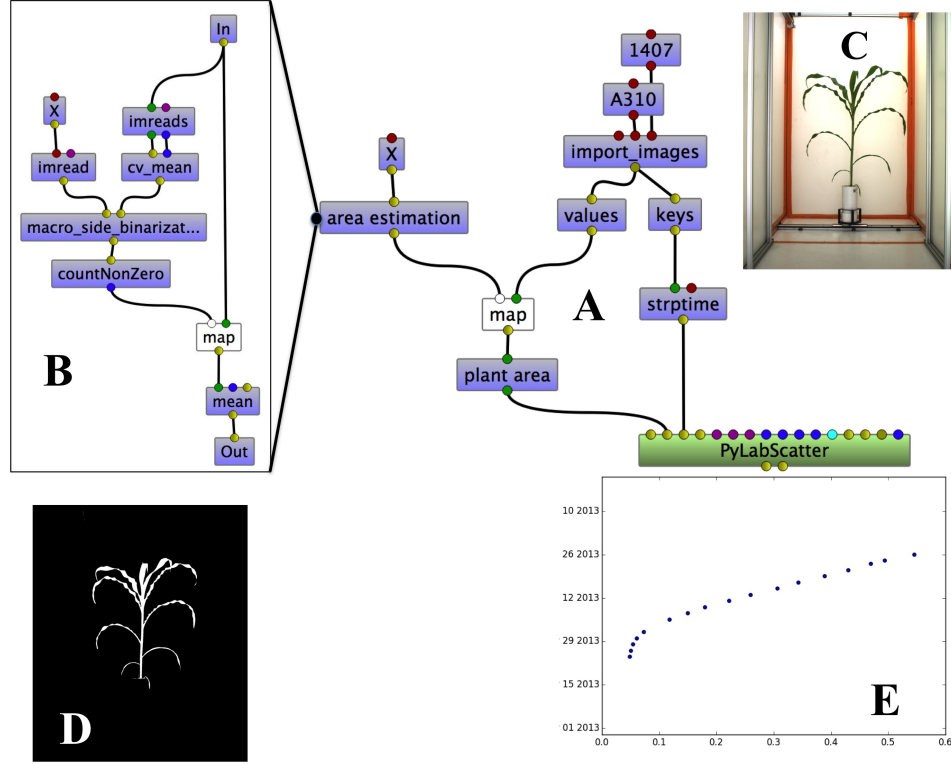 In
X
imreads
imread
cv_mean
macro_side_binarizat...
countNonZero
map
B
mean
Out
1407
A310
X
import_images
area estimation
values
keys
map
A
strptime
plant area
PyLabScatter
C
D
10 2013
26 2013
12 2013
29 2013
15 2013
01 2013
0.0 0.1 0.2 0.3 0.4 0.5 0.6
E